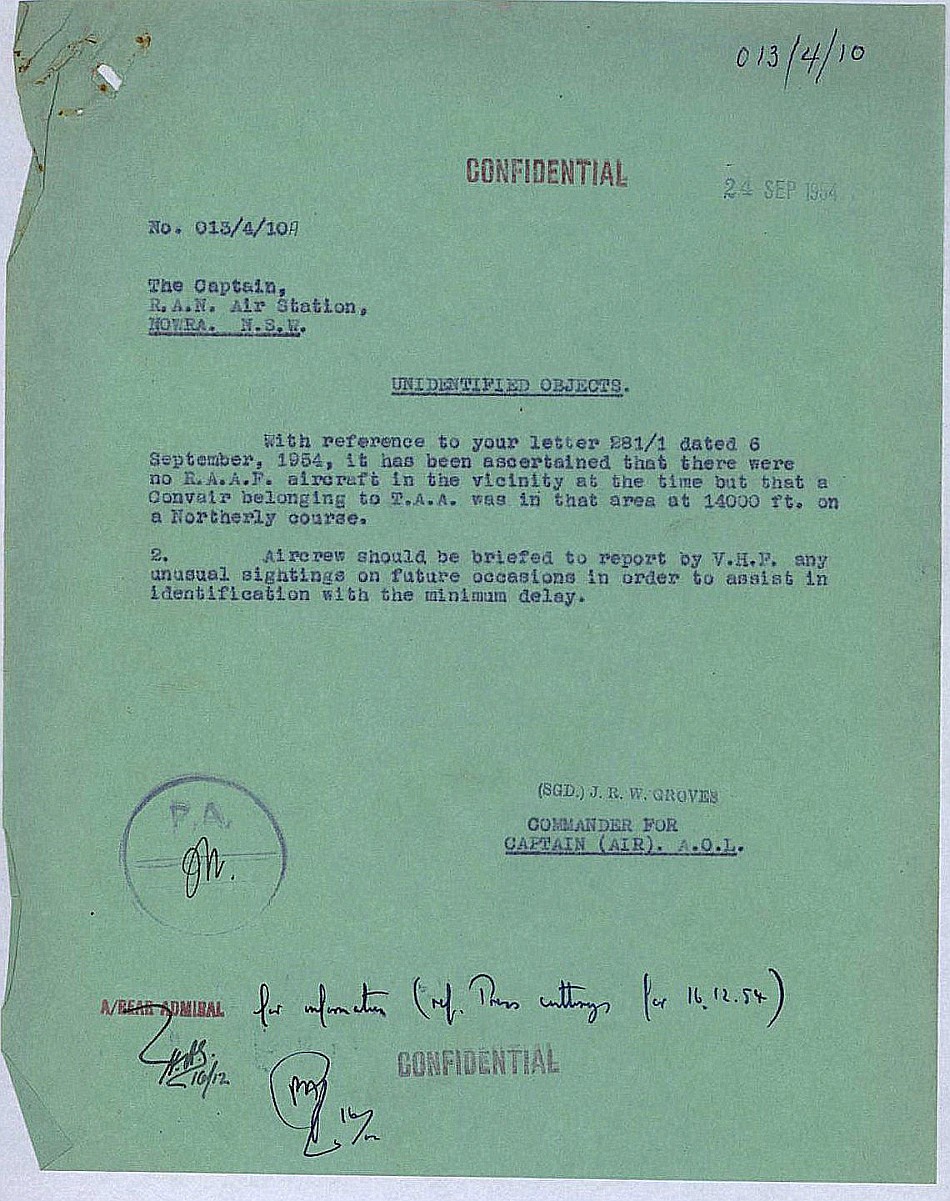 013/4/10
CONFIDENTIAL
24 SEP 1954
No. 013/4/10A
The Captain,
R.A.N. Air Station,
NOWRA. N.S.W.
UNIDENTIFIED OBJECTS.
With reference to your letter 281/1 dated 6
September, 1954, it has been ascertained that there were
no R.A.A.F. aircraft in the vicinity at the time but that a
Convair belonging to T.A.A. was in that area at 14000 ft. on
a Northerly course.
2. Aircrew should be briefed to report by V.H.F. any
unusual sightings on future occasions in order to assist in
identification with the minimum delay.
(SGD.) J. R. W. GROVES
P.A.
COMMANDER FOR
CAPTAIN (AIR). A.O.L.
A/REAR ADMIRAL for information (ref. Press cuttings for 16.12.54)
CONFIDENTIAL
16/12
16/12